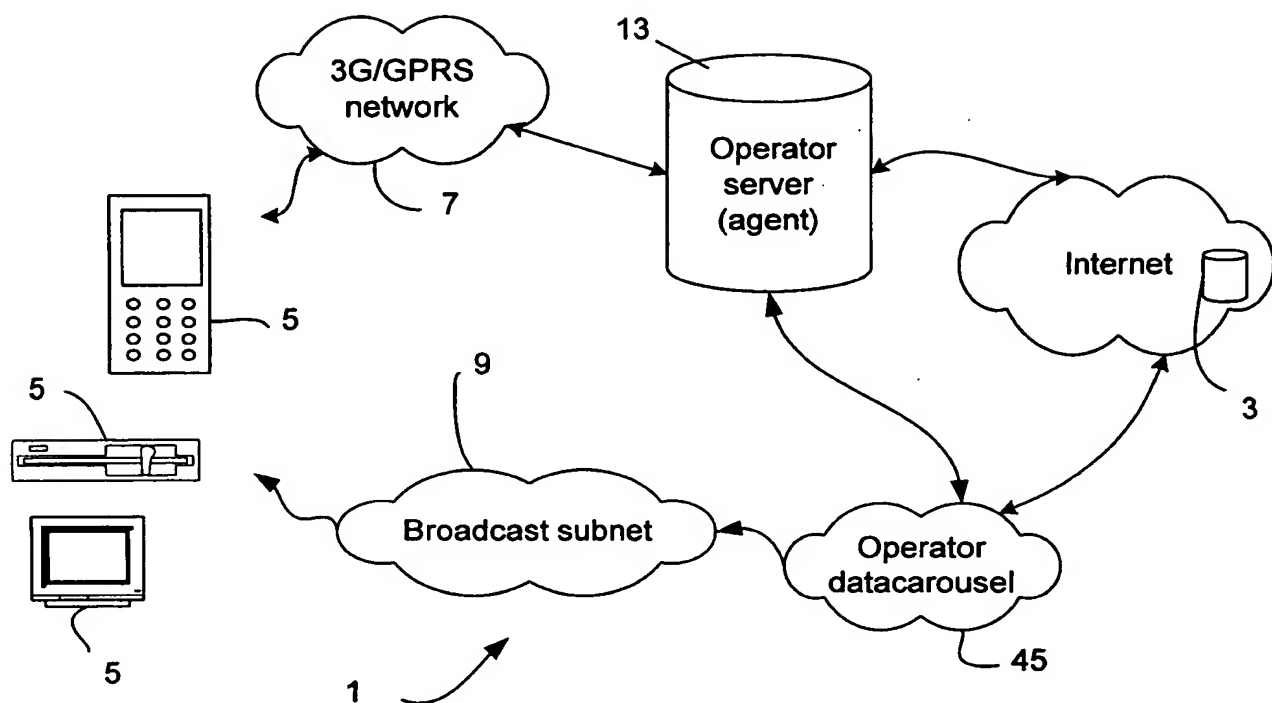 13
3G/GPRS
network
Operator
server
(agent)
7
Internet
5
9
3
5
Broadcast subnet
Operator
datacarousel
5
1
45